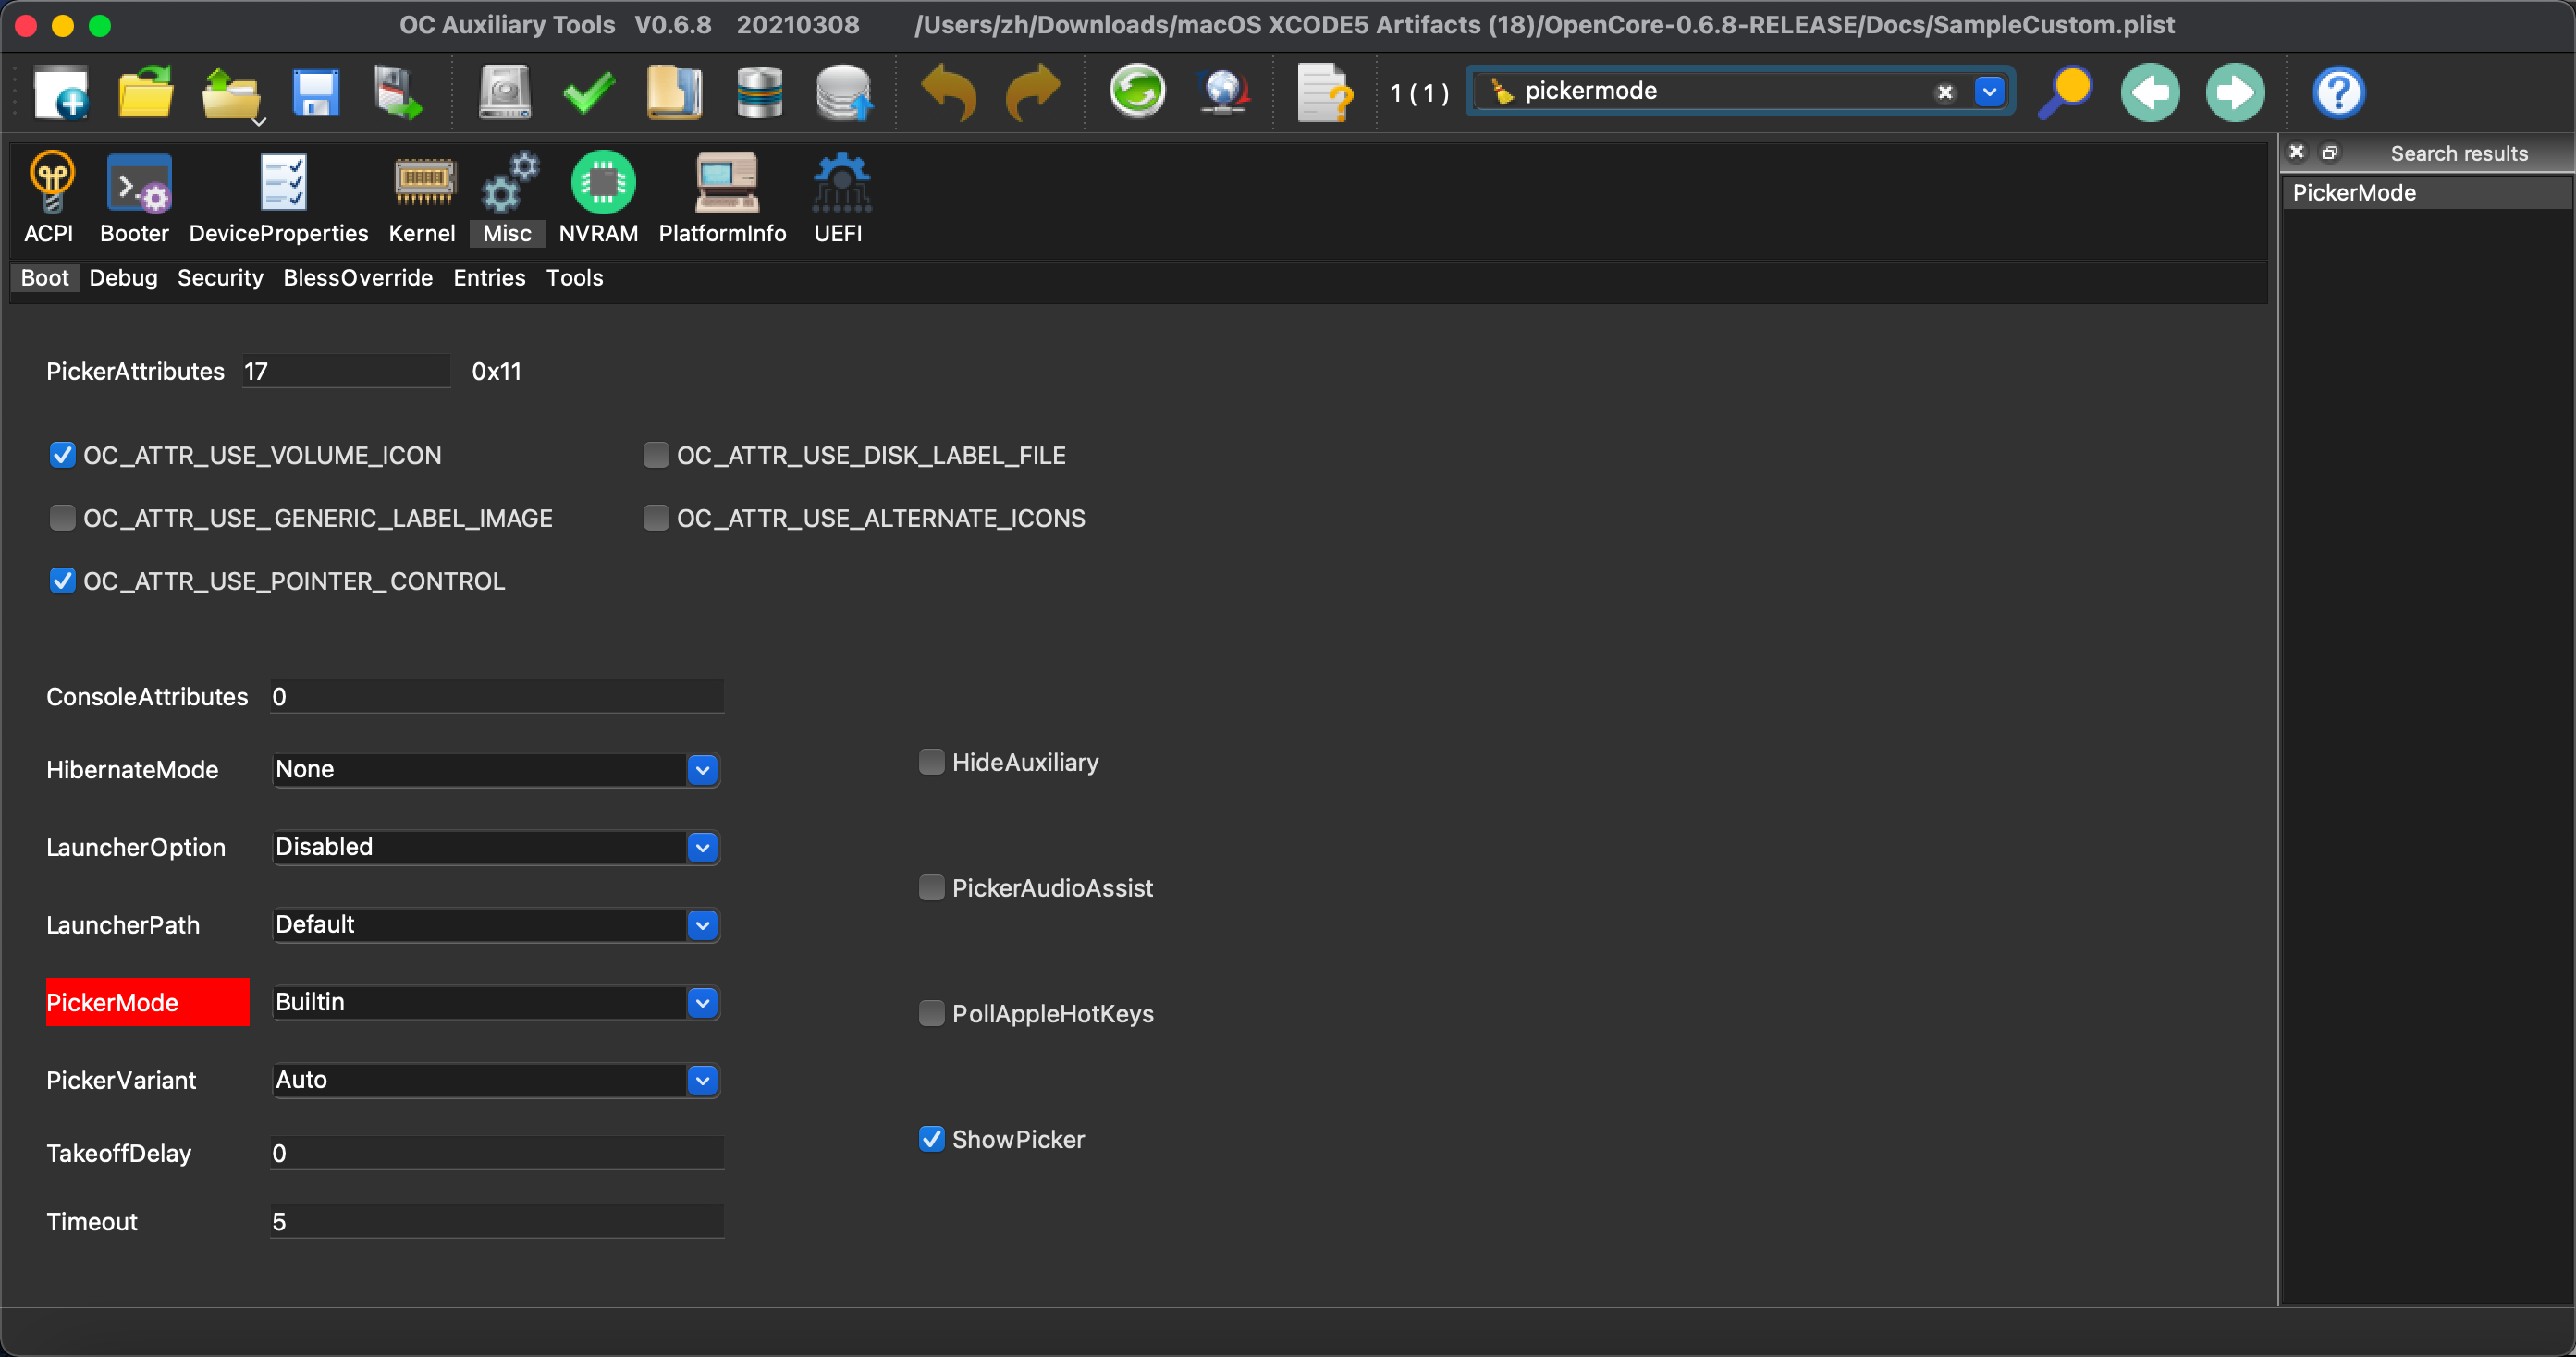 OC Auxiliary Tools V0.6.8 20210308 /Users/zh/Downloads/macOS XCODE5 Artifacts (18)/OpenCore-0.6.8-RELEASE/Docs/SampleCustom.plist
1 ( 1 ) pickermode
Search results
PickerMode
ACPI Booter DeviceProperties Kernel Misc NVRAM PlatformInfo UEFI
Boot Debug Security BlessOverride Entries Tools
PickerAttributes 17 0x11
OC_ATTR_USE_VOLUME_ICON OC_ATTR_USE_DISK_LABEL_FILE
OC_ATTR_USE_GENERIC_LABEL_IMAGE OC_ATTR_USE_ALTERNATE_ICONS
OC_ATTR_USE_POINTER_CONTROL
ConsoleAttributes 0
HibernateMode None
HideAuxiliary
LauncherOption Disabled
PickerAudioAssist
LauncherPath Default
PickerMode Builtin
PollAppleHotKeys
PickerVariant Auto
ShowPicker
TakeoffDelay 0
Timeout 5